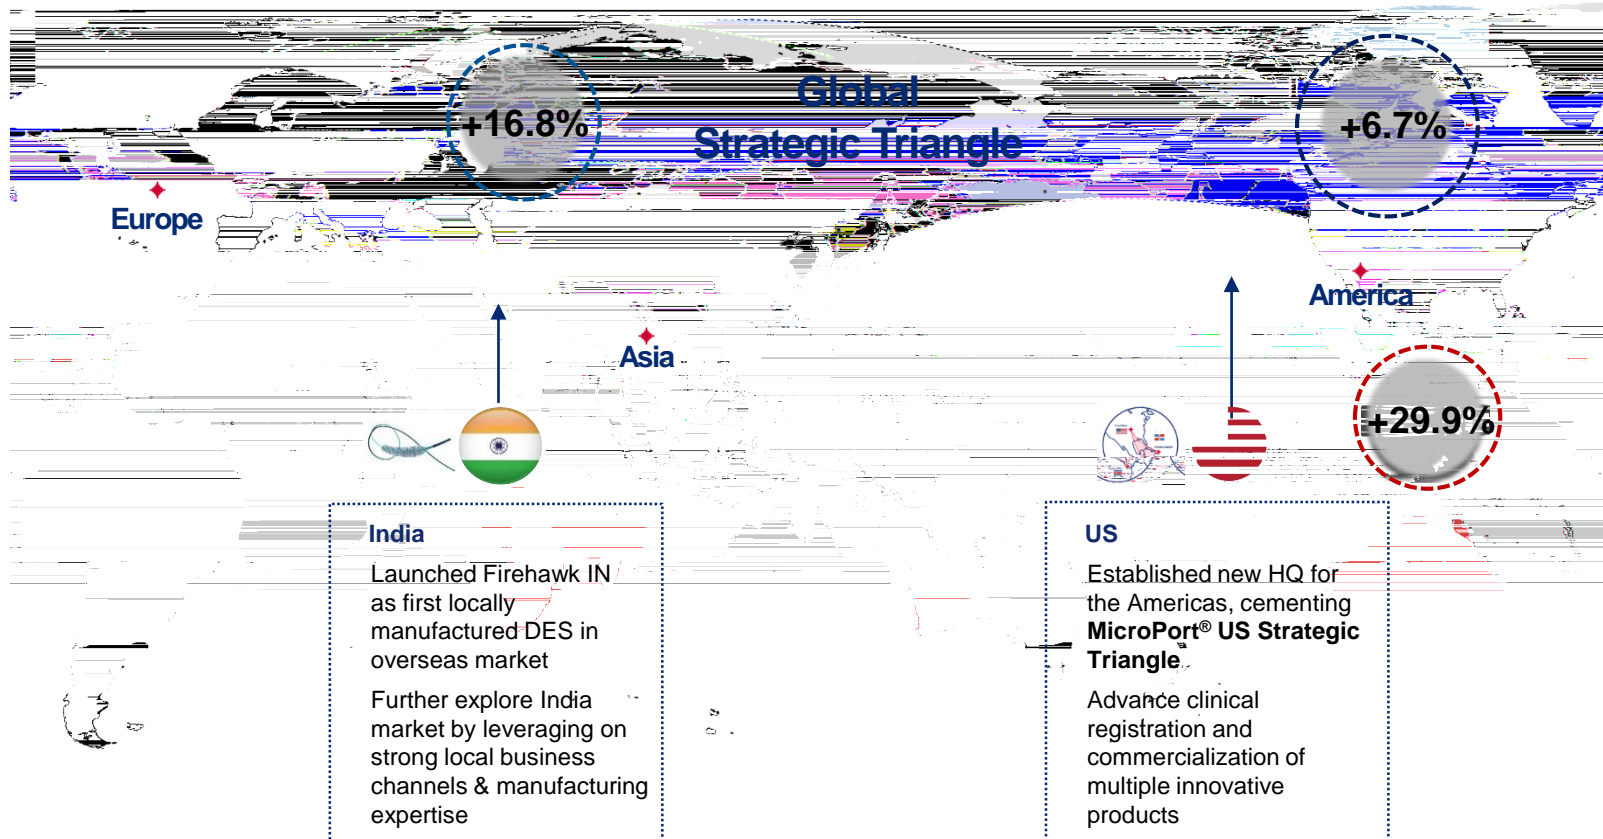 Global
Strategic Triangle
+16.8%
+6.7%
Europe
America
Asia
+29.9%
India
Launched Firehawk IN
as first locally
manufactured DES in
overseas market
Further explore India
market by leveraging on
strong local business
channels & manufacturing
expertise
US
Established new HQ for
the Americas, cementing
MicroPort® US Strategic
Triangle
Advance clinical
registration and
commercialization of
multiple innovative
products